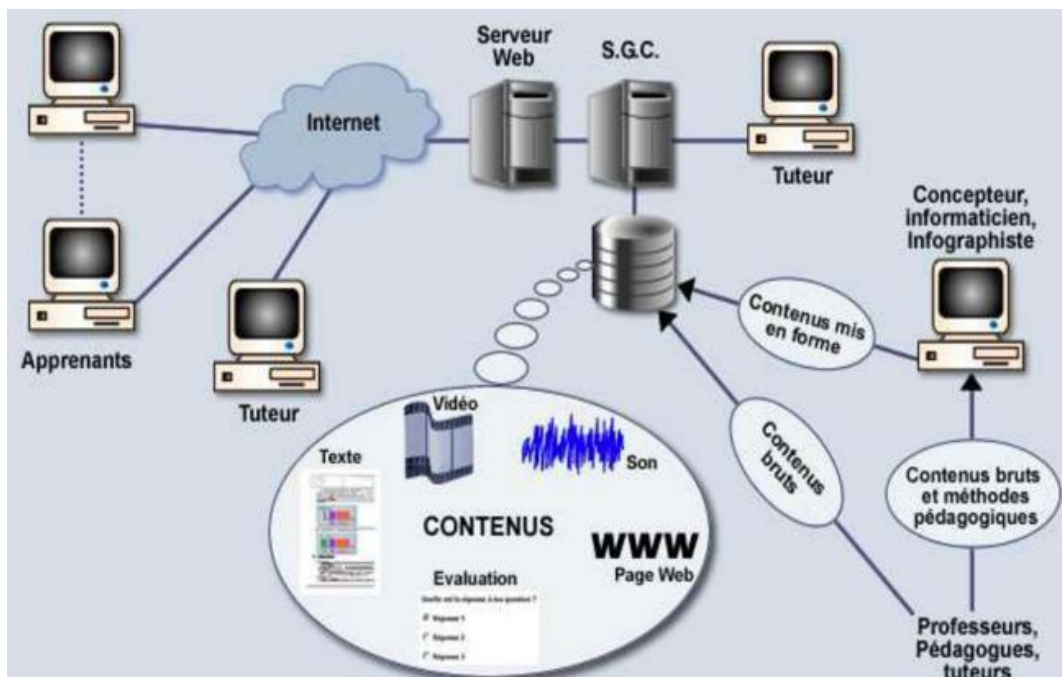 Serveur
Web
S.G.C.
Internet
Tuteur
Concepteur,
informaticien,
Infographiste
Apprenants
Tuteur
Contenus mis
en forme
Contenus
bruts
Contenus bruts
et méthodes
pédagogiques
Vidéo
Texte
Son
CONTENUS
www
Page Web
Evaluation
Quelle est la réponse à ma question ?
Réponse 1
Réponse 2
Réponse 3
Professeurs,
Pédagogues,
tuteurs